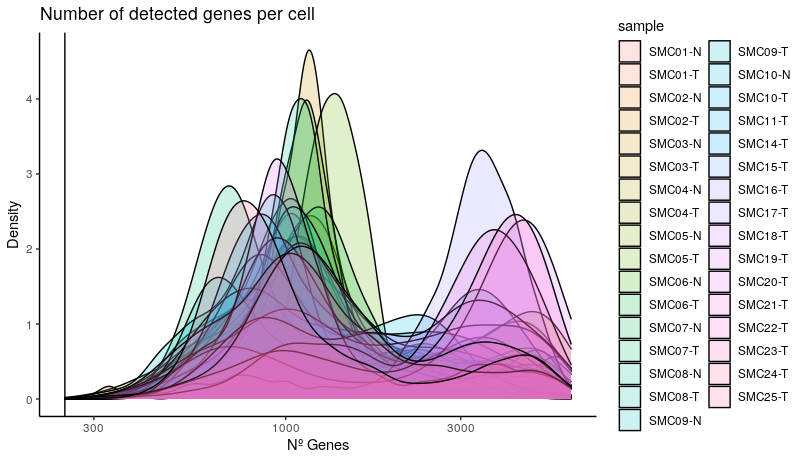 Number of detected genes per cell
Density
4
3
2
1
0
300
1000
3000
Nº Genes
sample
SMC01-N
SMC01-T
SMC02-N
SMC02-T
SMC03-N
SMC03-T
SMC04-N
SMC04-T
SMC05-N
SMC05-T
SMC06-N
SMC06-T
SMC07-N
SMC07-T
SMC08-N
SMC08-T
SMC09-N
SMC09-T
SMC10-N
SMC10-T
SMC11-T
SMC14-T
SMC15-T
SMC16-T
SMC17-T
SMC18-T
SMC19-T
SMC20-T
SMC21-T
SMC22-T
SMC23-T
SMC24-T
SMC25-T